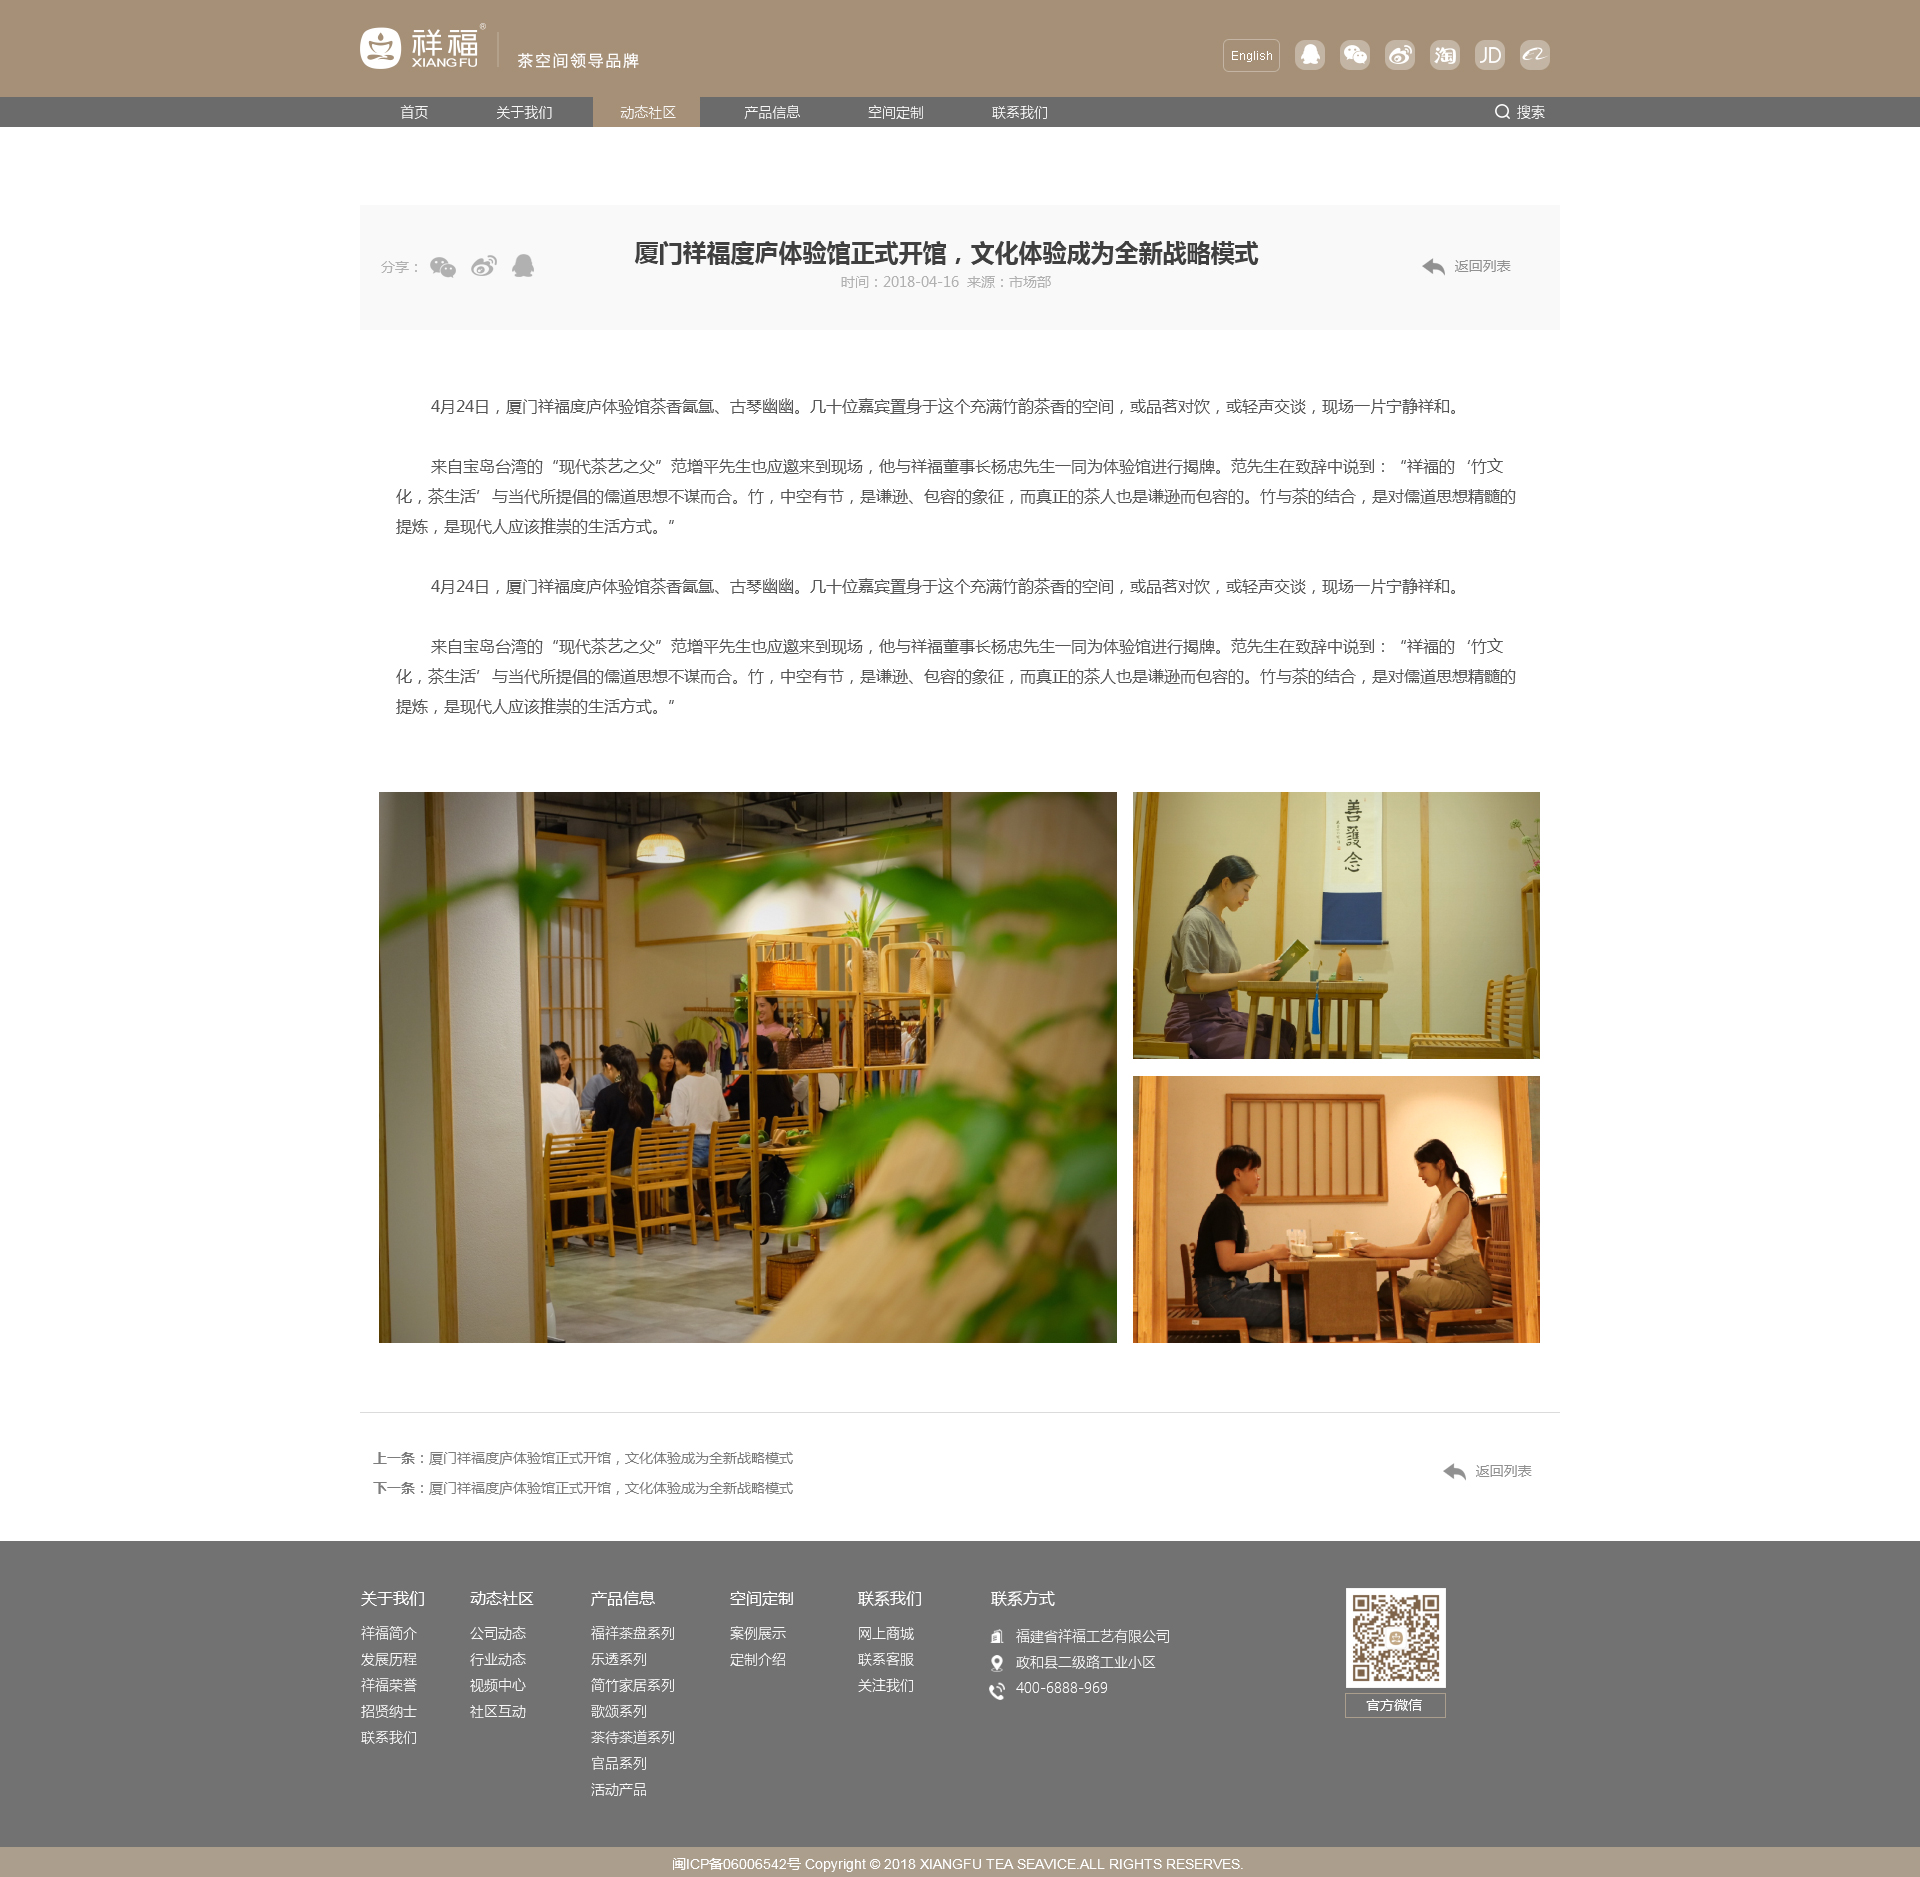 祥福®
XIANG FU
茶空间领导品牌
English
淘
JD
首页 关于我们 动态社区 产品信息 空间定制 联系我们 搜索
厦门祥福度庐体验馆正式开馆，文化体验成为全新战略模式
分享：
时间：2018-04-16 来源：市场部
返回列表
4月24日，厦门祥福度庐体验馆茶香氤氲、古琴幽幽。几十位嘉宾置身于这个充满竹韵茶香的空间，或品茗对饮，或轻声交谈，现场一片宁静祥和。
来自宝岛台湾的“现代茶艺之父”范增平先生也应邀来到现场，他与祥福董事长杨忠先生一同为体验馆进行揭牌。范先生在致辞中说到：“祥福的‘竹文
化，茶生活’与当代所提倡的儒道思想不谋而合。竹，中空有节，是谦逊、包容的象征，而真正的茶人也是谦逊而包容的。竹与茶的结合，是对儒道思想精髓的
提炼，是现代人应该推崇的生活方式。“
4月24日，厦门祥福度庐体验馆茶香氤氲、古琴幽幽。几十位嘉宾置身于这个充满竹韵茶香的空间，或品茗对饮，或轻声交谈，现场一片宁静祥和。
来自宝岛台湾的“现代茶艺之父”范增平先生也应邀来到现场，他与祥福董事长杨忠先生一同为体验馆进行揭牌。范先生在致辞中说到：“祥福的‘竹文
化，茶生活’与当代所提倡的儒道思想不谋而合。竹，中空有节，是谦逊、包容的象征，而真正的茶人也是谦逊而包容的。竹与茶的结合，是对儒道思想精髓的
提炼，是现代人应该推崇的生活方式。”
善
護
念
上一条：厦门祥福度庐体验馆正式开馆，文化体验成为全新战略模式
下一条：厦门祥福度庐体验馆正式开馆，文化体验成为全新战略模式
返回列表
关于我们
祥福简介
发展历程
祥福荣誉
招贤纳士
联系我们
动态社区
公司动态
行业动态
视频中心
社区互动
产品信息
福祥茶盘系列
乐透系列
简竹家居系列
歌颂系列
茶待茶道系列
官品系列
活动产品
空间定制
案例展示
定制介绍
联系我们
网上商城
联系客服
关注我们
联系方式
福建省祥福工艺有限公司
政和县二级路工业小区
400-6888-969
官方微信
闽ICP备06006542号 Copyright © 2018 XIANGFU TEA SEAVICE.ALL RIGHTS RESERVES.